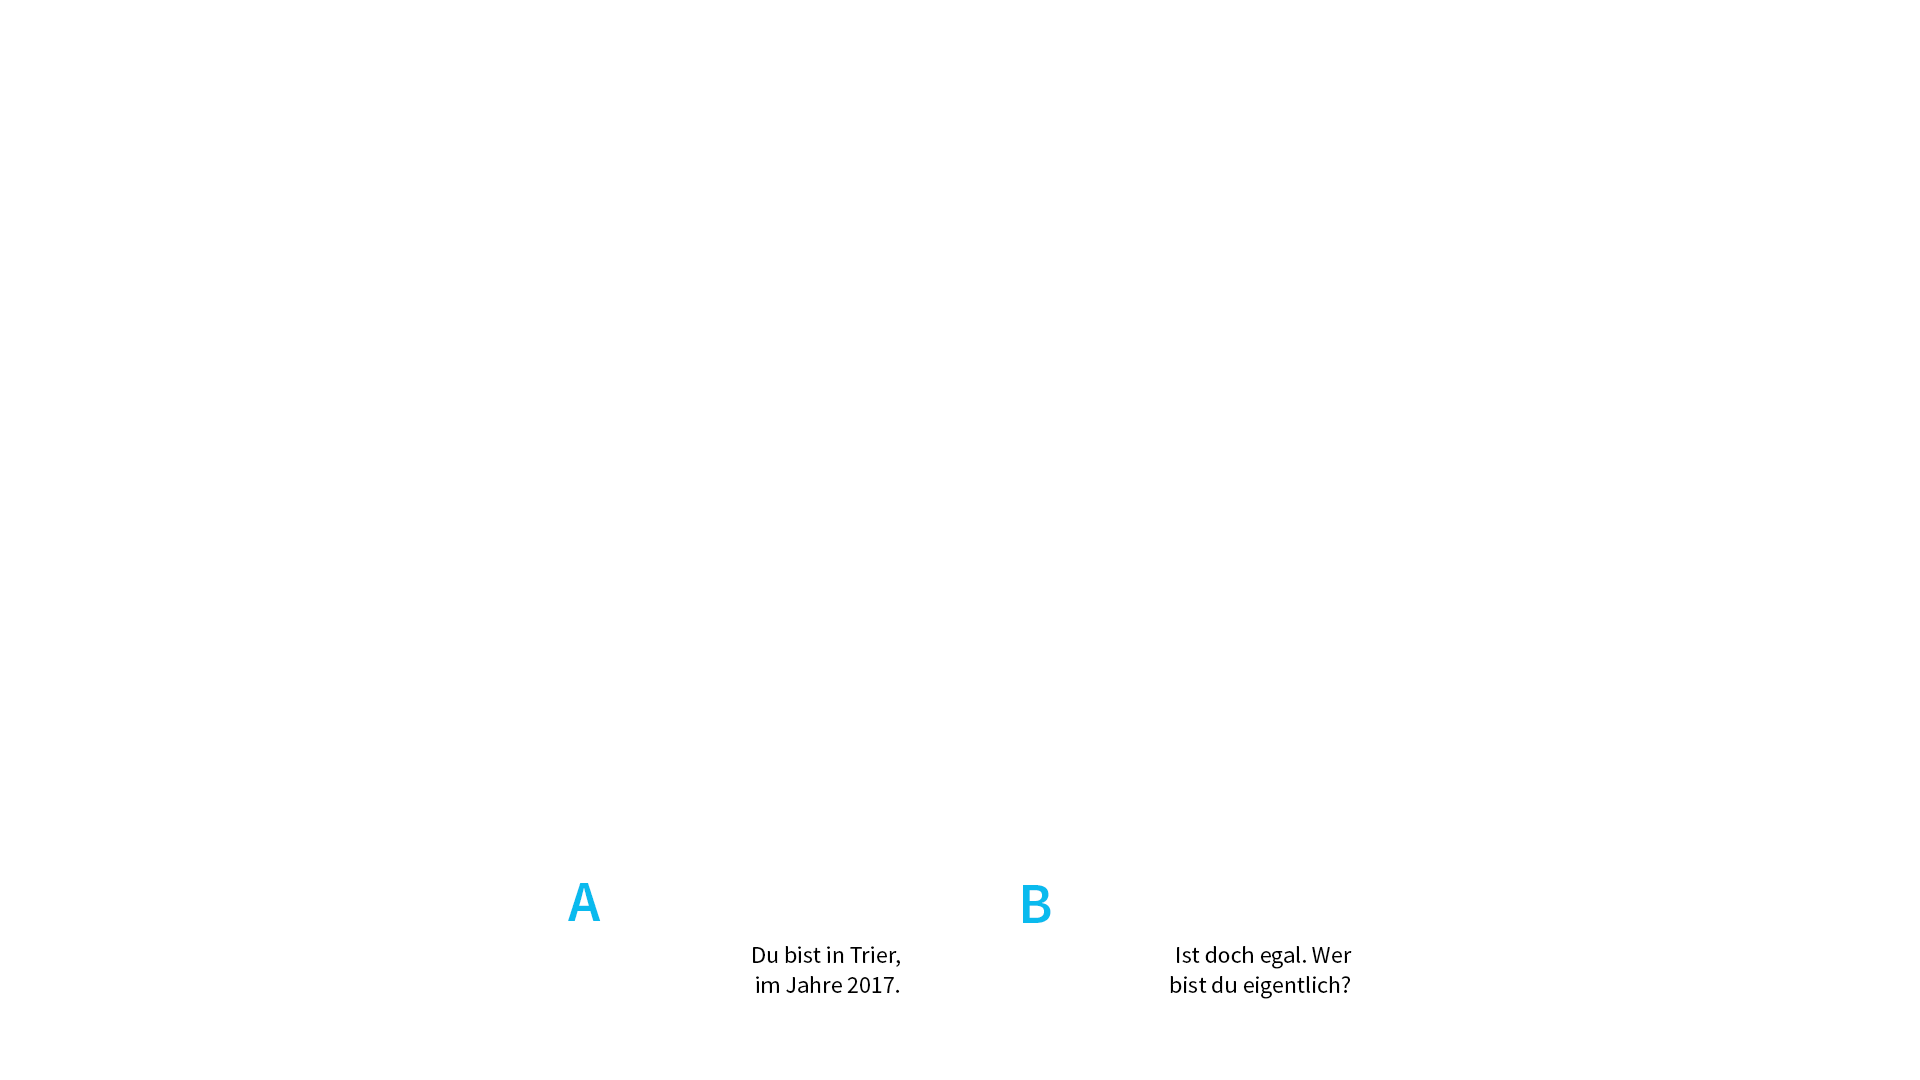 A
Du bist in Trier,
im Jahre 2017.
B
Ist doch egal. Wer
bist du eigentlich?